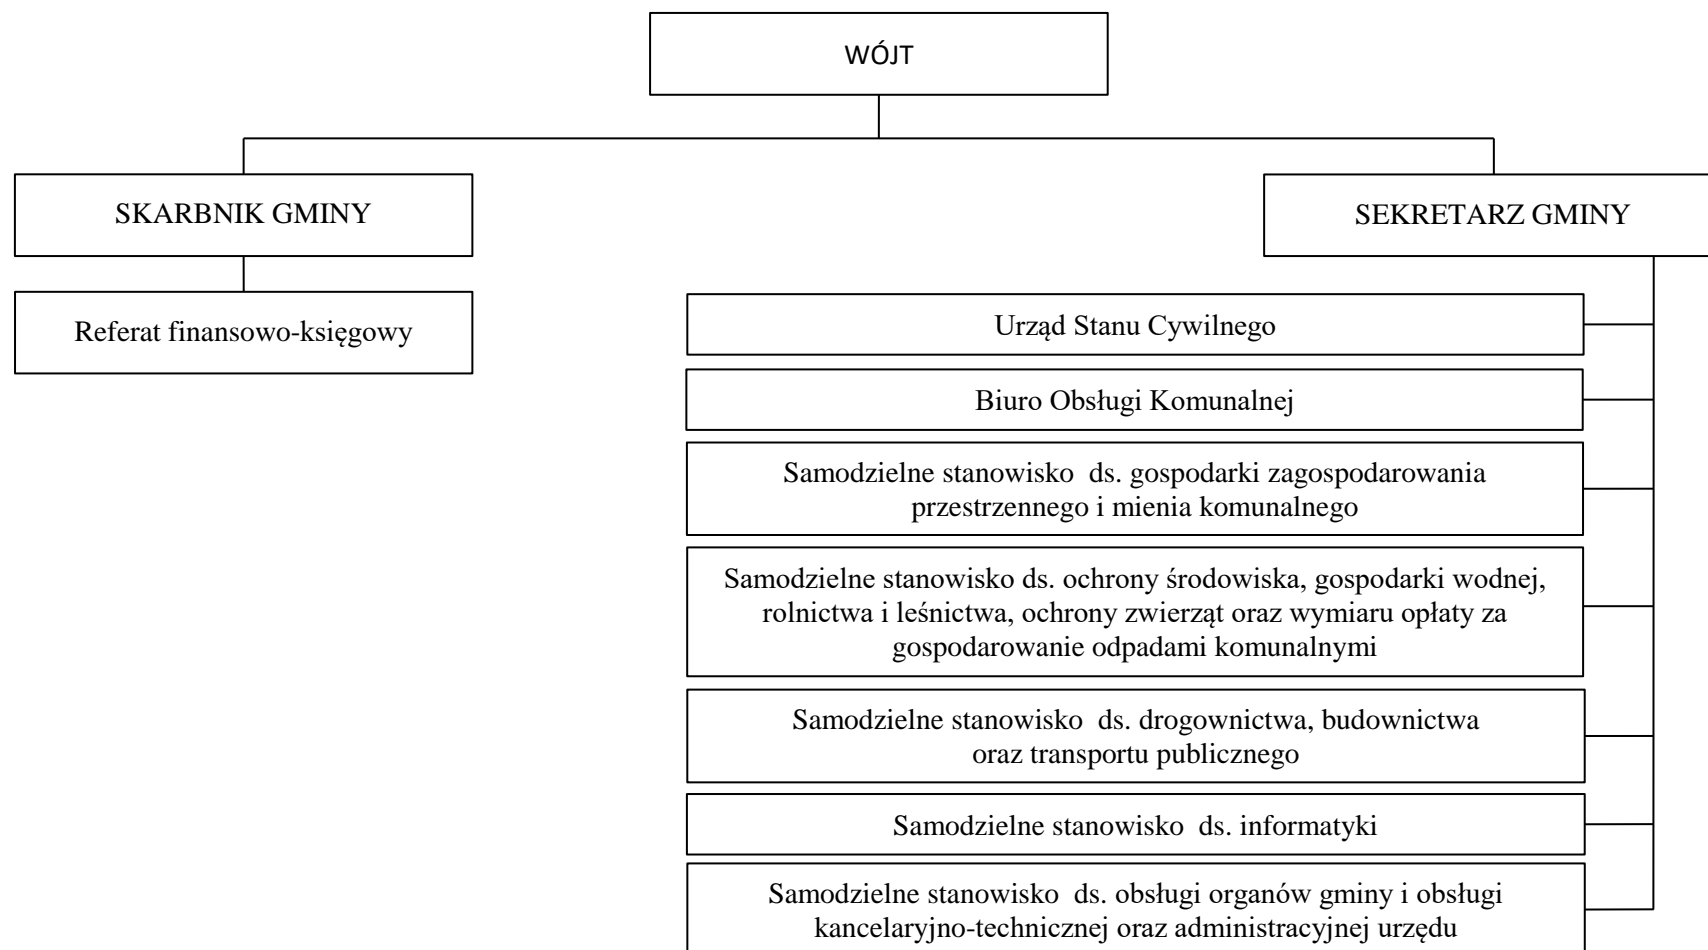 WÓJT
SKARBNIK GMINY
SEKRETARZ GMINY
Referat finansowo-księgowy
Urząd Stanu Cywilnego
Biuro Obsługi Komunalnej
Samodzielne stanowisko  ds. gospodarki zagospodarowania
przestrzennego i mienia komunalnego
Samodzielne stanowisko ds. ochrony środowiska, gospodarki wodnej,
rolnictwa i leśnictwa, ochrony zwierząt oraz wymiaru opłaty za
gospodarowanie odpadami komunalnymi
Samodzielne stanowisko  ds. drogownictwa, budownictwa
oraz transportu publicznego
Samodzielne stanowisko  ds. informatyki
Samodzielne stanowisko  ds. obsługi organów gminy i obsługi
kancelaryjno-technicznej oraz administracyjnej urzędu